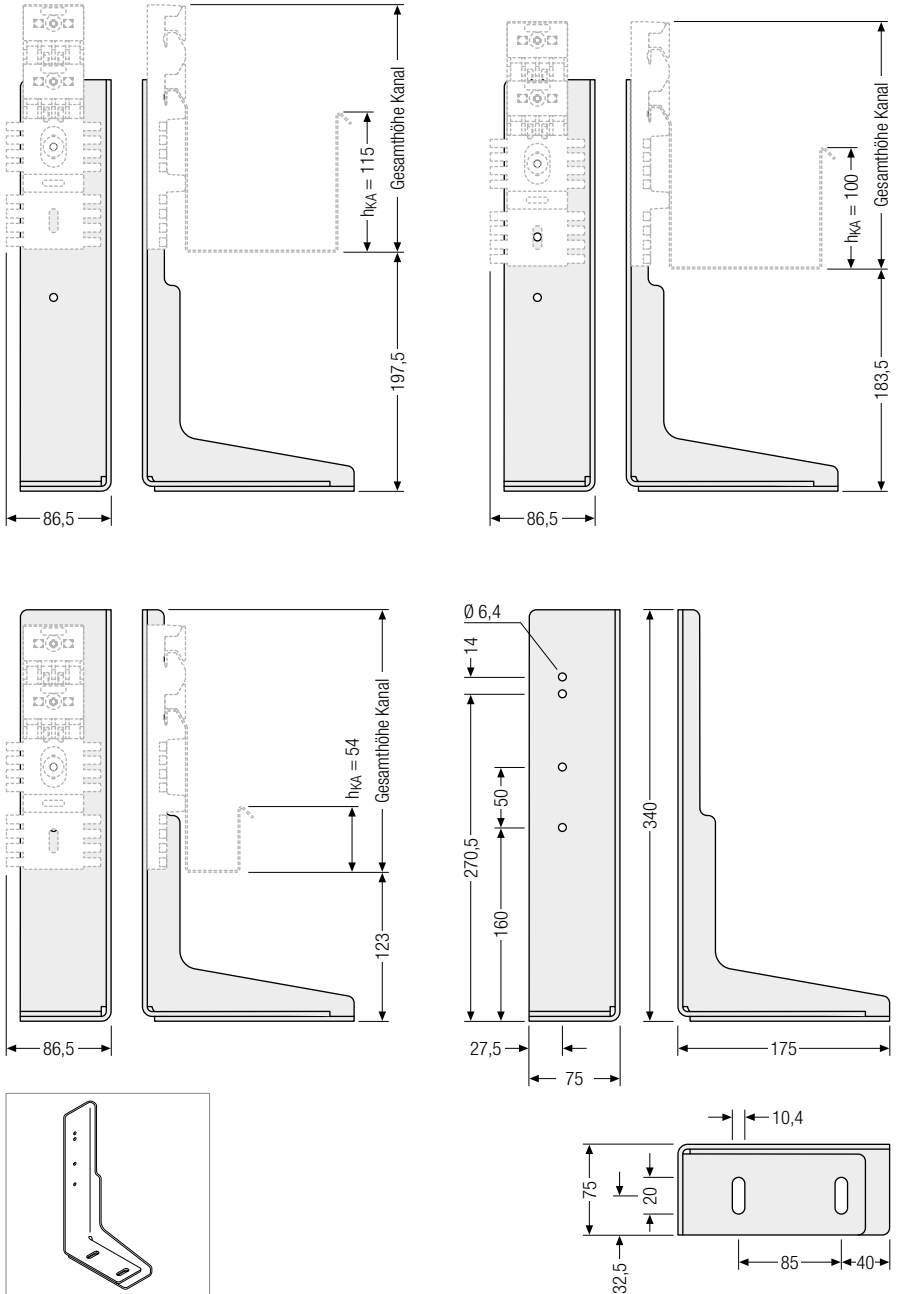 hKA = 115
Gesamthöhe Kanal
197,5
86,5
hKA = 100
Gesamthöhe Kanal
183,5
86,5
hKA = 54
Gesamthöhe Kanal
123
86,5
Ø 6,4
14
50
270,5
160
340
27,5
75
175
10,4
75
20
32,5
85
40